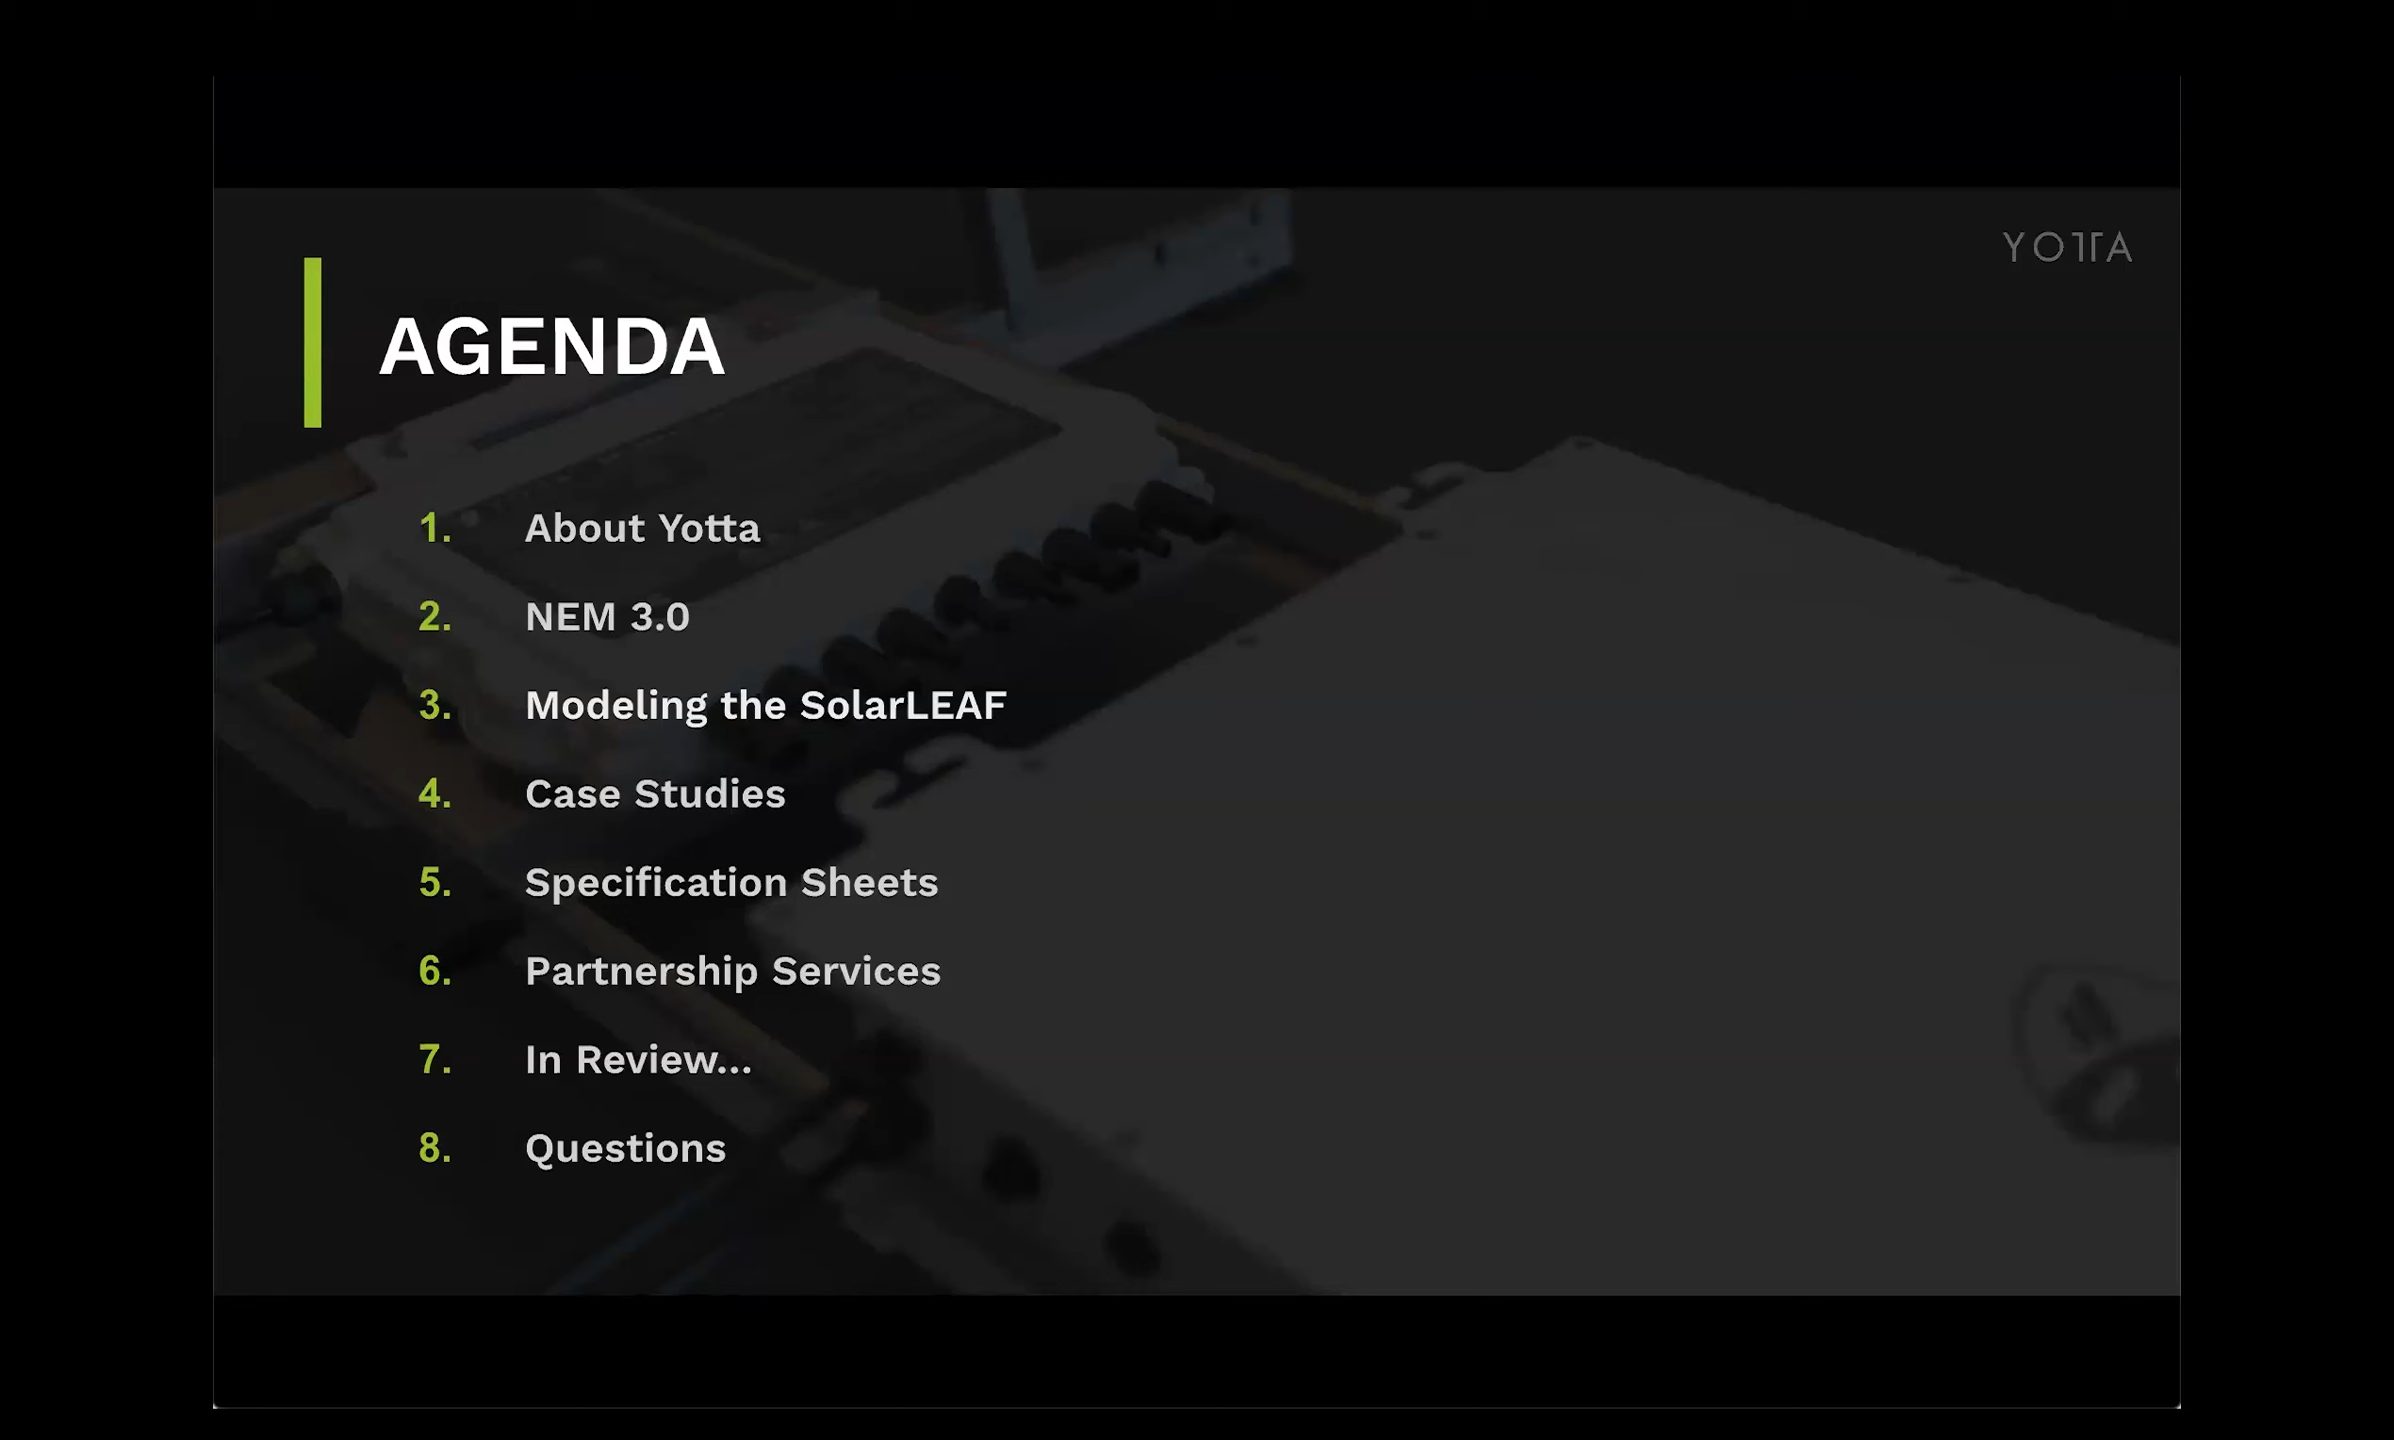 YOTTA
AGENDA
1. About Yotta
2. NEM 3.0
3. Modeling the SolarLEAF
4. Case Studies
5. Specification Sheets
6. Partnership Services
7. In Review...
8. Questions